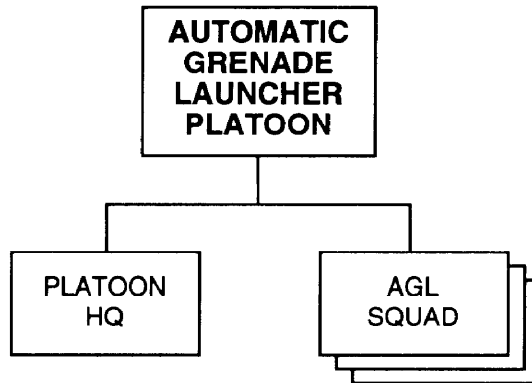 AUTOMATIC
GRENADE
LAUNCHER
PLATOON
PLATOON
HQ
AGL
SQUAD